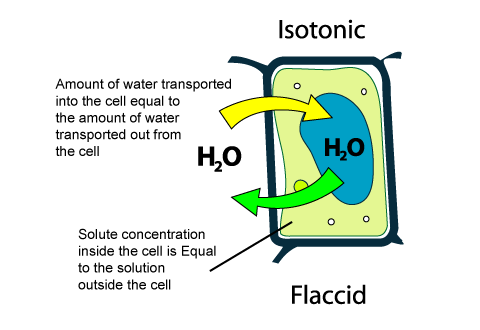 Isotonic
Amount of water transported
into the cell equal to
the amount of water
transported out from
the cell
H₂O
H₂O
Solute concentration
inside the cell is Equal
to the solution
outside the cell
Flaccid